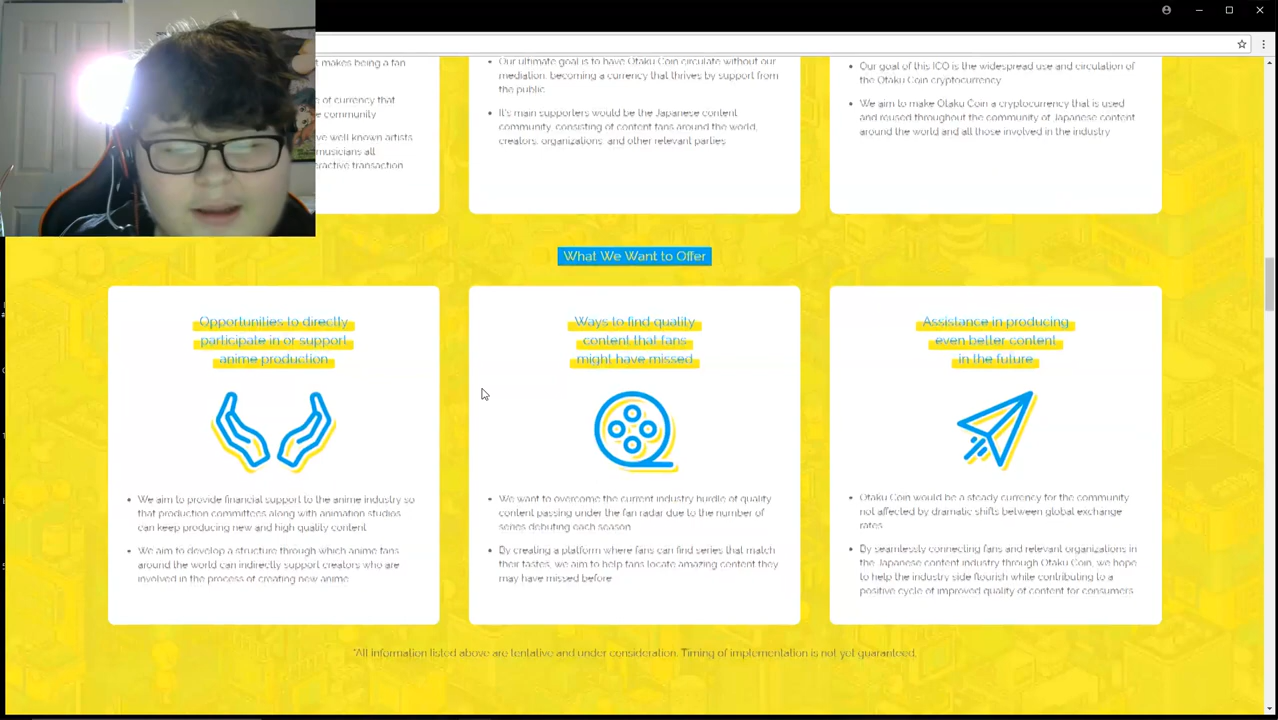 t makes being a fan
e of currency that
e community
ve well known artists
musicians all
eractive transaction
Our ultimate goal is to have Otaku Coin circulate without our
mediation, becoming a currency that thrives by support from
the public
It's main supporters would be the Japanese content
community, consisting of content fans around the world,
creators, organizations, and other relevant parties
Our goal of this ICO is the widespread use and circulation of
the Otaku Coin cryptocurrency
We aim to make Otaku Coin a cryptocurrency that is used
and reused throughout the community of Japanese content
around the world and all those involved in the industry
What We Want to Offer
Opportunities to directly
participate in or support
anime production
We aim to provide financial support to the anime industry so
that production committees along with animation studios
can keep producing new and high quality content
We aim to develop a structure through which anime fans
around the world can indirectly support creators who are
involved in the process of creating new anime
Ways to find quality
content that fans
might have missed
We want to overcome the current industry hurdle of quality
content passing under the fan radar due to the number of
series debuting each season
By creating a platform where fans can find series that match
their tastes, we aim to help fans locate amazing content they
may have missed before
Assistance in producing
even better content
in the future
Otaku Coin would be a steady currency for the community
not affected by dramatic shifts between global exchange
rates
By seamlessly connecting fans and relevant organizations in
the Japanese content industry through Otaku Coin, we hope
to help the industry side flourish while contributing to a
positive cycle of improved quality of content for consumers
*All information listed above are tentative and under consideration. Timing of implementation is not yet guaranteed.